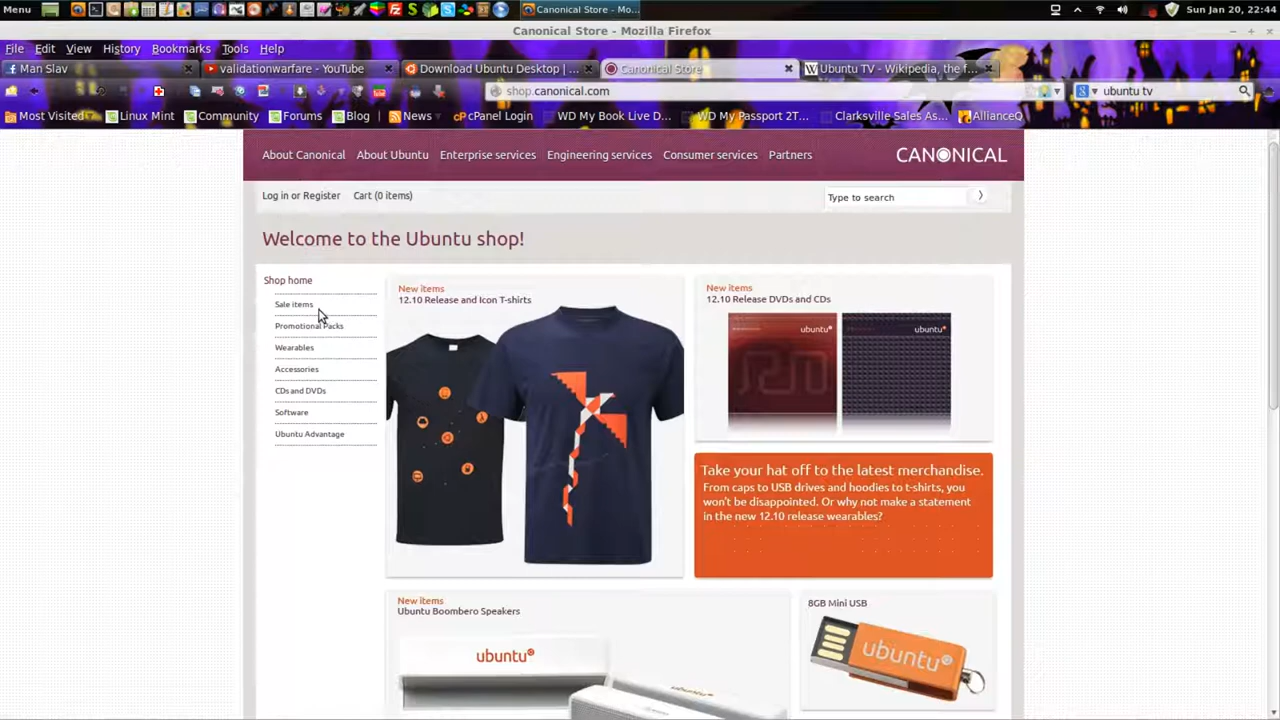 Menu
Canonical Store - Mo...
Sun Jan 20, 22:44
Canonical Store - Mozilla Firefox
File Edit View History Bookmarks Tools Help
Man Slav
validationwarfare - YouTube
Download Ubuntu Desktop | ...
Canonical Store
Ubuntu TV - Wikipedia, the f...
shop.canonical.com
ubuntu tv
Most Visited
Linux Mint
Community
Forums
Blog
News
cPanel Login
WD My Book Live D...
WD My Passport 2T...
Clarksville Sales As...
AllianceQ
About Canonical About Ubuntu Enterprise services Engineering services Consumer services Partners
CANONICAL
Log in or Register Cart (0 items)
Type to search
Welcome to the Ubuntu shop!
Shop home
Sale items
Promotional Packs
Wearables
Accessories
CDs and DVDs
Software
Ubuntu Advantage
New items
12.10 Release and Icon T-shirts
New items
12.10 Release DVDs and CDs
ubuntu
ubuntu
Take your hat off to the latest merchandise.
From caps to USB drives and hoodies to t-shirts, you
won't be disappointed. Or why not make a statement
in the new 12.10 release wearables?
New items
Ubuntu Boombero Speakers
ubuntu
ubuntu
8GB Mini USB
ubuntu